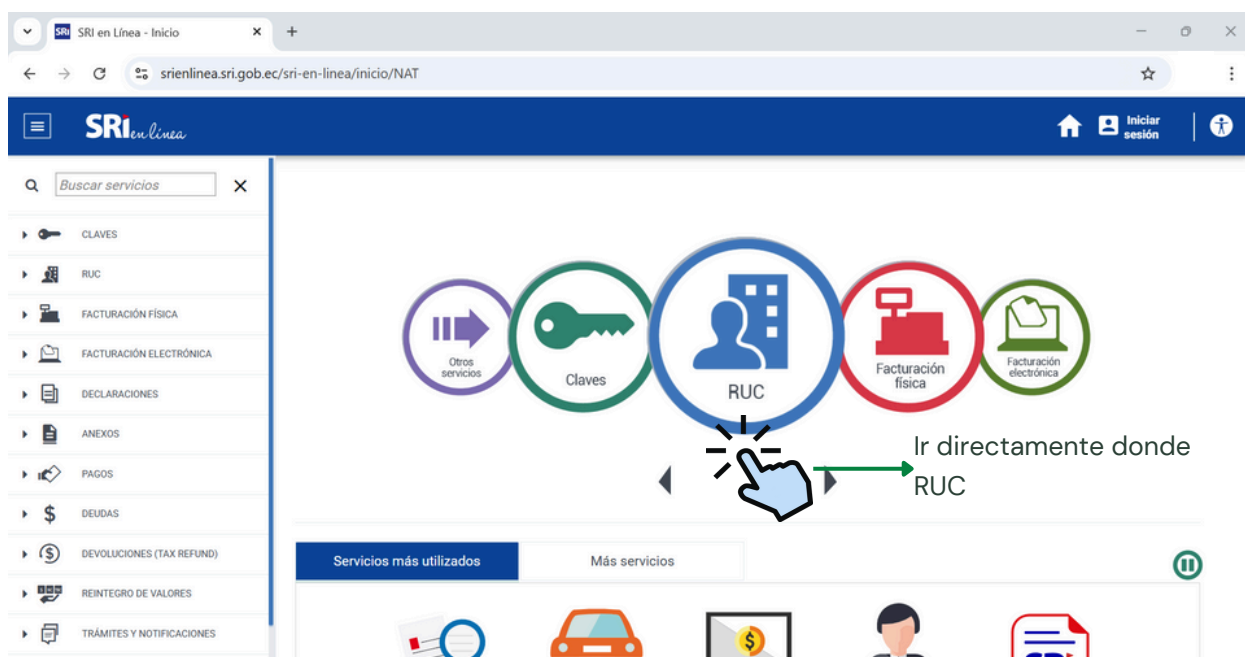 SRI en Línea - Inicio
srienlinea.sri.gob.ec/sri-en-linea/inicio/NAT
SRI en línea
Iniciar
sesión
Buscar servicios
CLAVES
RUC
FACTURACIÓN FÍSICA
FACTURACIÓN ELECTRÓNICA
DECLARACIONES
ANEXOS
PAGOS
DEUDAS
DEVOLUCIONES (TAX REFUND)
REINTEGRO DE VALORES
TRÁMITES Y NOTIFICACIONES
Otros
servicios
Claves
RUC
Facturación
física
Facturación
electrónica
Ir directamente donde
RUC
Servicios más utilizados
Más servicios